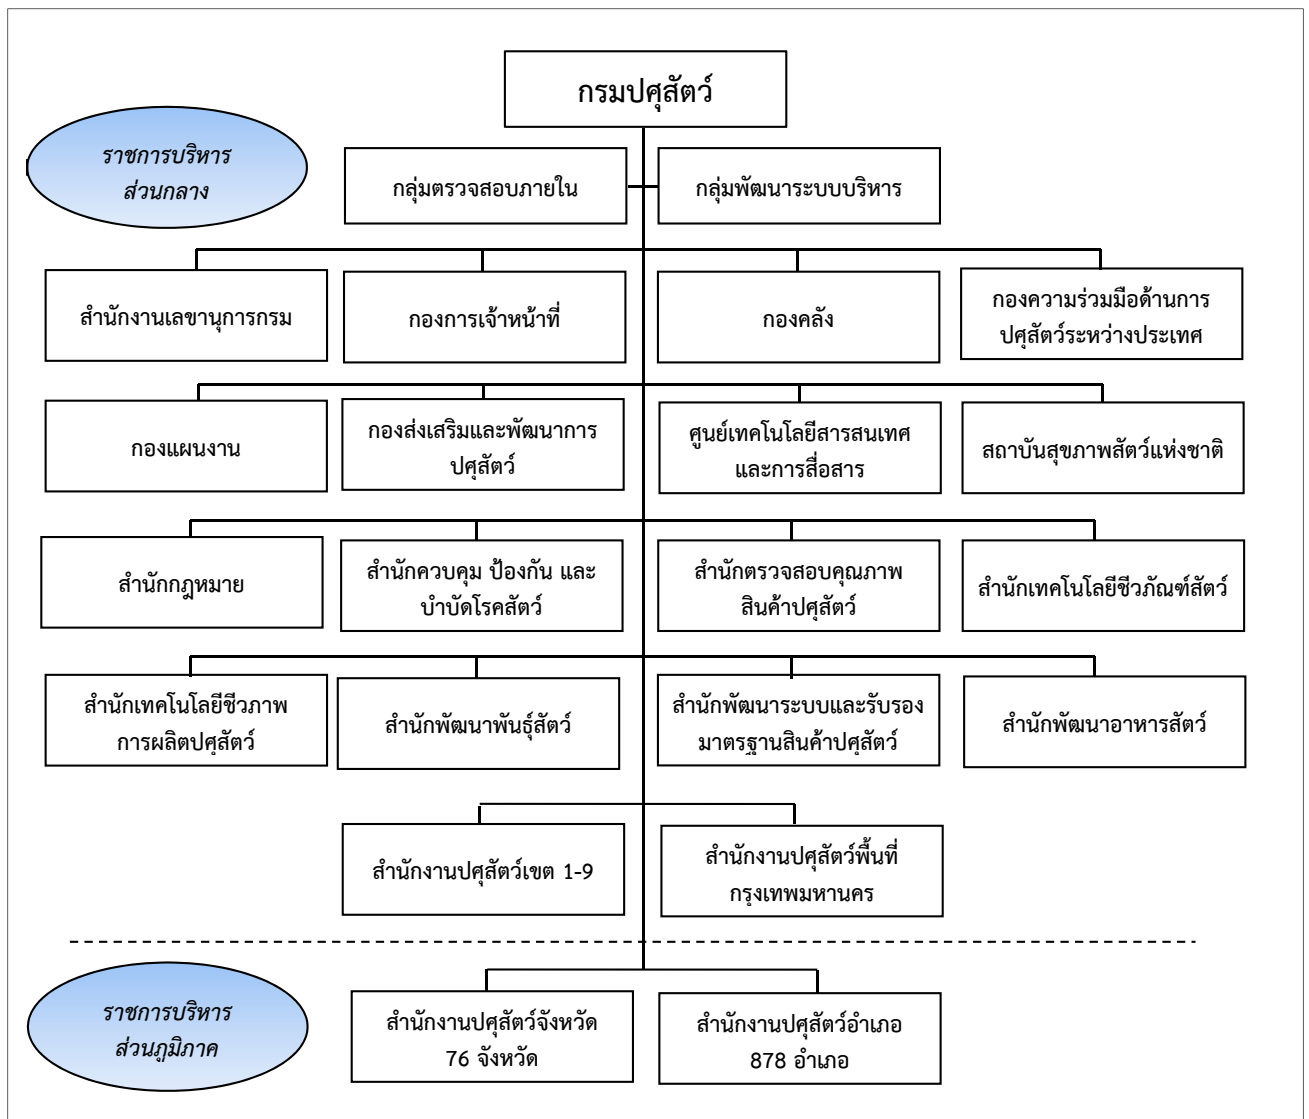 กรมปศุสัตว์
ราชการบริหาร
ส่วนกลาง
กลุ่มตรวจสอบภายใน
กลุ่มพัฒนาระบบบริหาร
สำนักงานเลขานุการกรม
กองการเจ้าหน้าที่
กองคลัง
กองความร่วมมือด้านการ
ปศุสัตว์ระหว่างประเทศ
กองแผนงาน
กองส่งเสริมและพัฒนาการ
ปศุสัตว์
ศูนย์เทคโนโลยีสารสนเทศ
และการสื่อสาร
สถาบันสุขภาพสัตว์แห่งชาติ
สำนักกฎหมาย
สำนักควบคุม ป้องกัน และ
บำบัดโรคสัตว์
สำนักตรวจสอบคุณภาพ
สินค้าปศุสัตว์
สำนักเทคโนโลยีชีวภัณฑ์สัตว์
สำนักเทคโนโลยีชีวภาพ
การผลิตปศุสัตว์
สำนักพัฒนาพันธุ์สัตว์
สำนักพัฒนาระบบและรับรอง
มาตรฐานสินค้าปศุสัตว์
สำนักพัฒนาอาหารสัตว์
สำนักงานปศุสัตว์เขต 1-9
สำนักงานปศุสัตว์พื้นที่
กรุงเทพมหานคร
ราชการบริหาร
ส่วนภูมิภาค
สำนักงานปศุสัตว์จังหวัด
76 จังหวัด
สำนักงานปศุสัตว์อำเภอ
878 อำเภอ